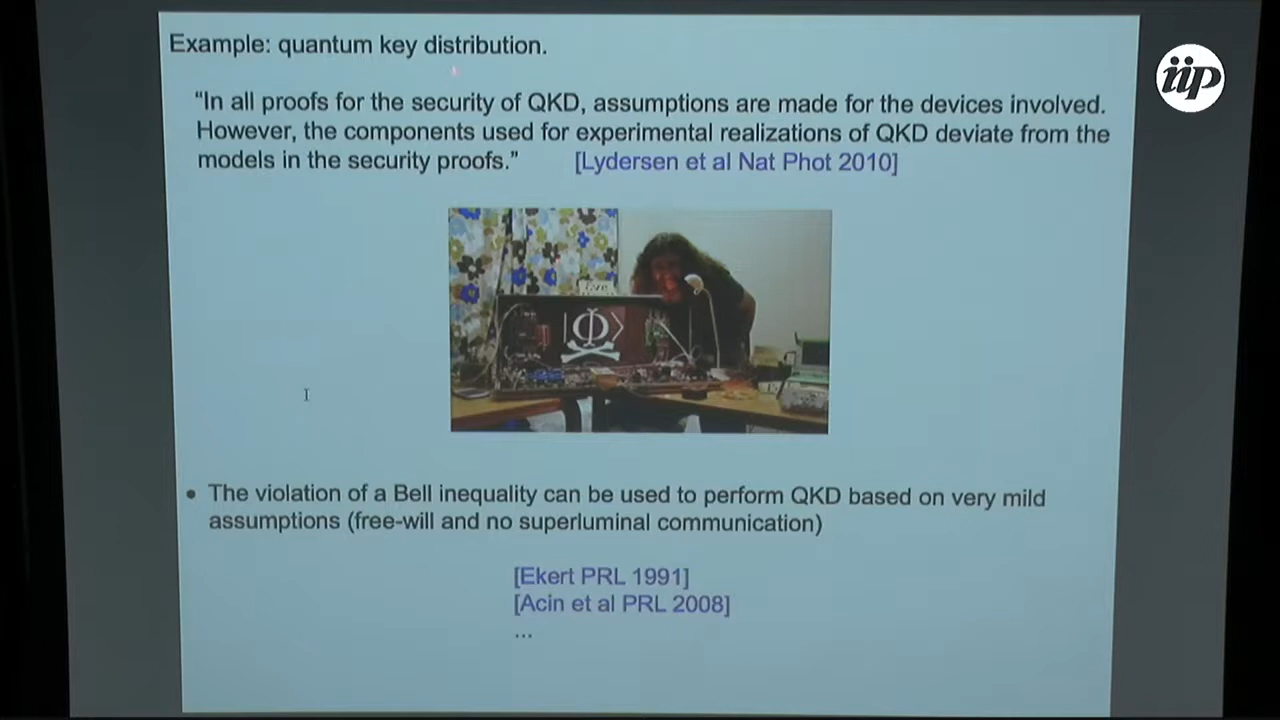 Example: quantum key distribution.
iip
“In all proofs for the security of QKD, assumptions are made for the devices involved.
However, the components used for experimental realizations of QKD deviate from the
models in the security proofs.” [Lydersen et al Nat Phot 2010]
Eve
|Φ⟩
• The violation of a Bell inequality can be used to perform QKD based on very mild
assumptions (free-will and no superluminal communication)
[Ekert PRL 1991]
[Acin et al PRL 2008]
...